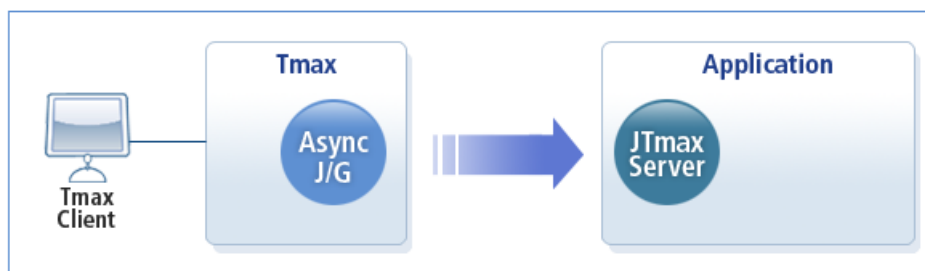 Tmax
Application
Async
J/G
JTmax
Server
Tmax
Client